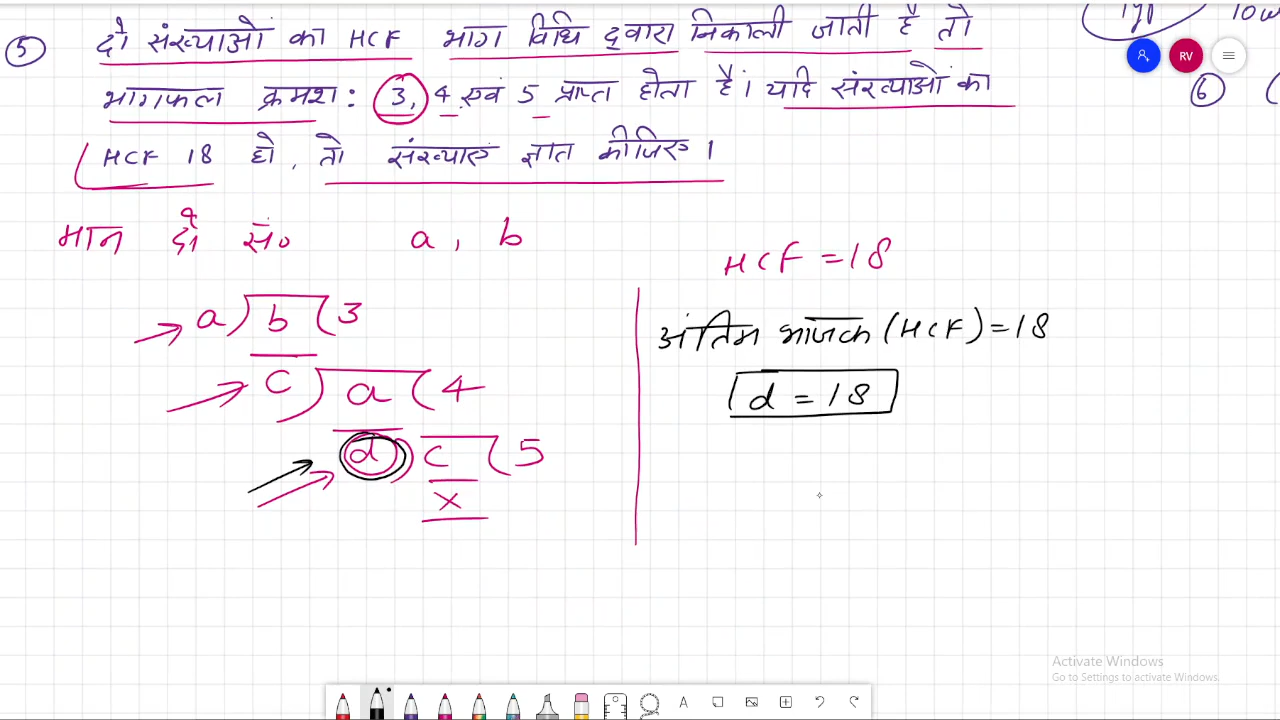 ⑤ दो संख्याओं का HCF भाग विधि द्वारा निकाली जाती है तो
भागफल क्रमश: 3, 4 एवं 5 प्राप्त होता है। यदि संख्याओं का
HCF 18 हो, तो संख्याए ज्ञात कीजिए।
⑥
RV
मान दो सं० a, b
HCF = 18
a) b (3
अंतिम भाजक (HCF) = 18
c) a (4
d = 18
d) c (5
x
Activate Windows
Go to Settings to activate Windows.
A